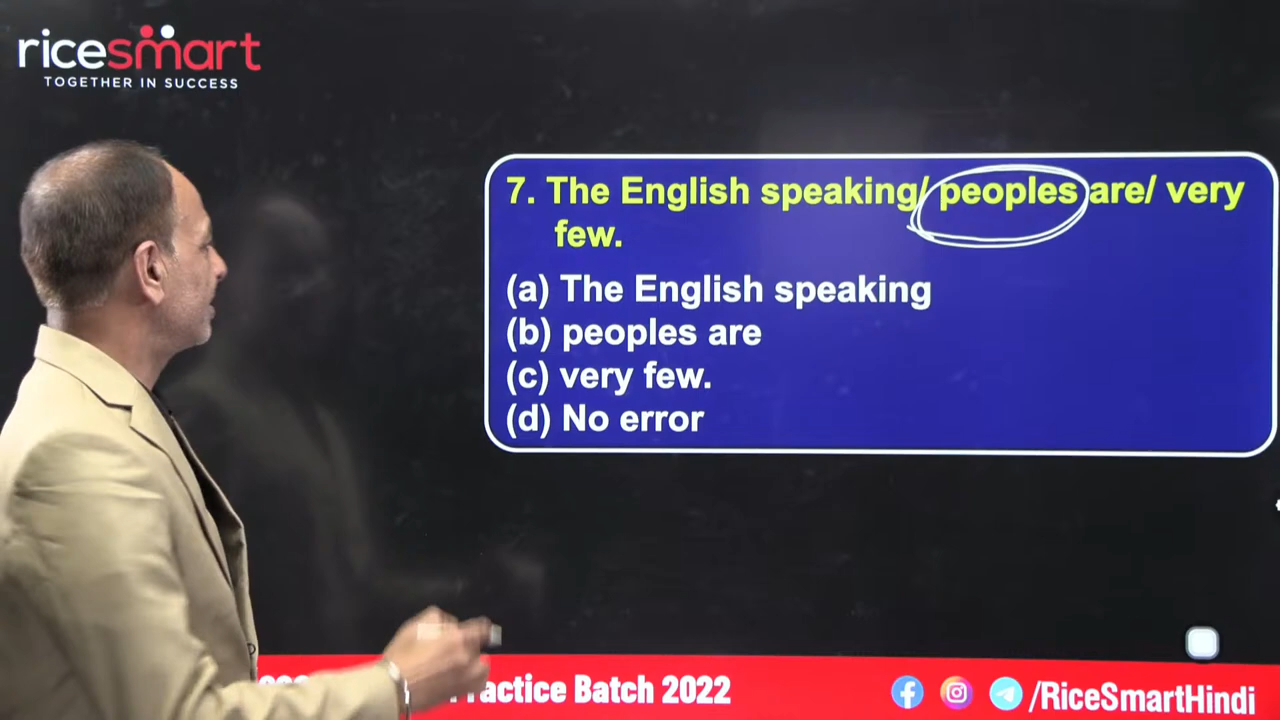 ricesmart
TOGETHER IN SUCCESS
7. The English speaking/ peoples are/ very
few.
(a) The English speaking
(b) peoples are
(c) very few.
(d) No error
Batch 2022
/RiceSmartHindi